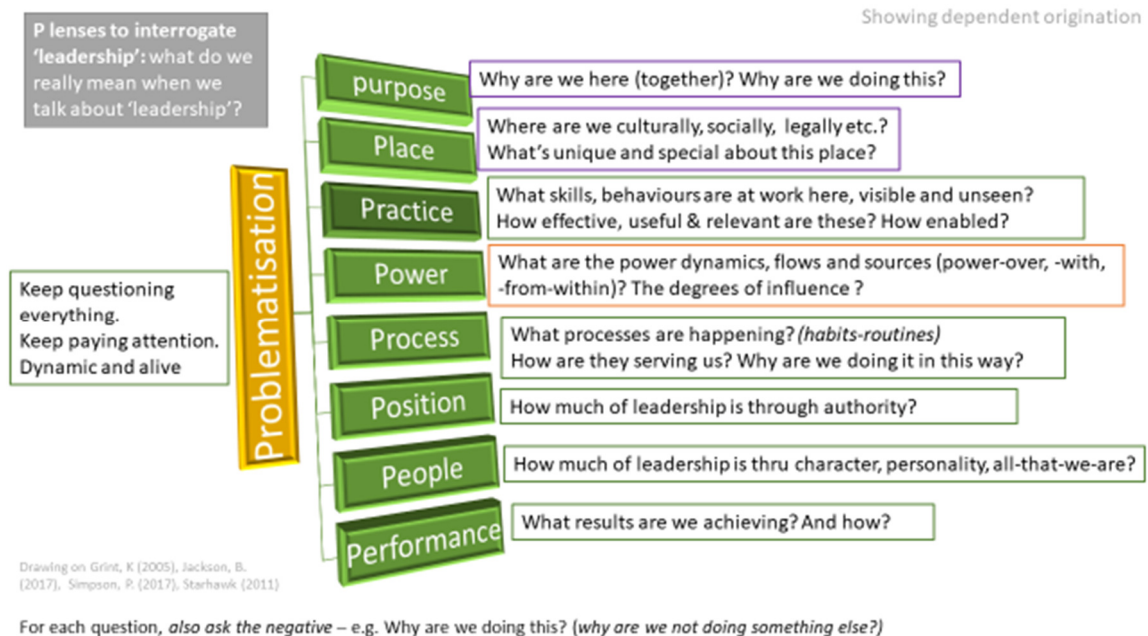 Showing dependent origination
P lenses to interrogate
‘leadership’: what do we
really mean when we
talk about ‘leadership’?
purpose
Why are we here (together)? Why are we doing this?
Place
Where are we culturally, socially, legally etc.?
What’s unique and special about this place?
Practice
What skills, behaviours are at work here, visible and unseen?
How effective, useful & relevant are these? How enabled?
Problematisation
Keep questioning
everything.
Keep paying attention.
Dynamic and alive
Power
What are the power dynamics, flows and sources (power-over, -with,
-from-within)? The degrees of influence ?
Process
What processes are happening? (habits-routines)
How are they serving us? Why are we doing it in this way?
Position
How much of leadership is through authority?
People
How much of leadership is thru character, personality, all-that-we-are?
Performance
What results are we achieving? And how?
Drawing on Grint, K (2005), Jackson, B.
(2017), Simpson, P. (2017), Starhawk (2011)
For each question, also ask the negative – e.g. Why are we doing this? (why are we not doing something else?)